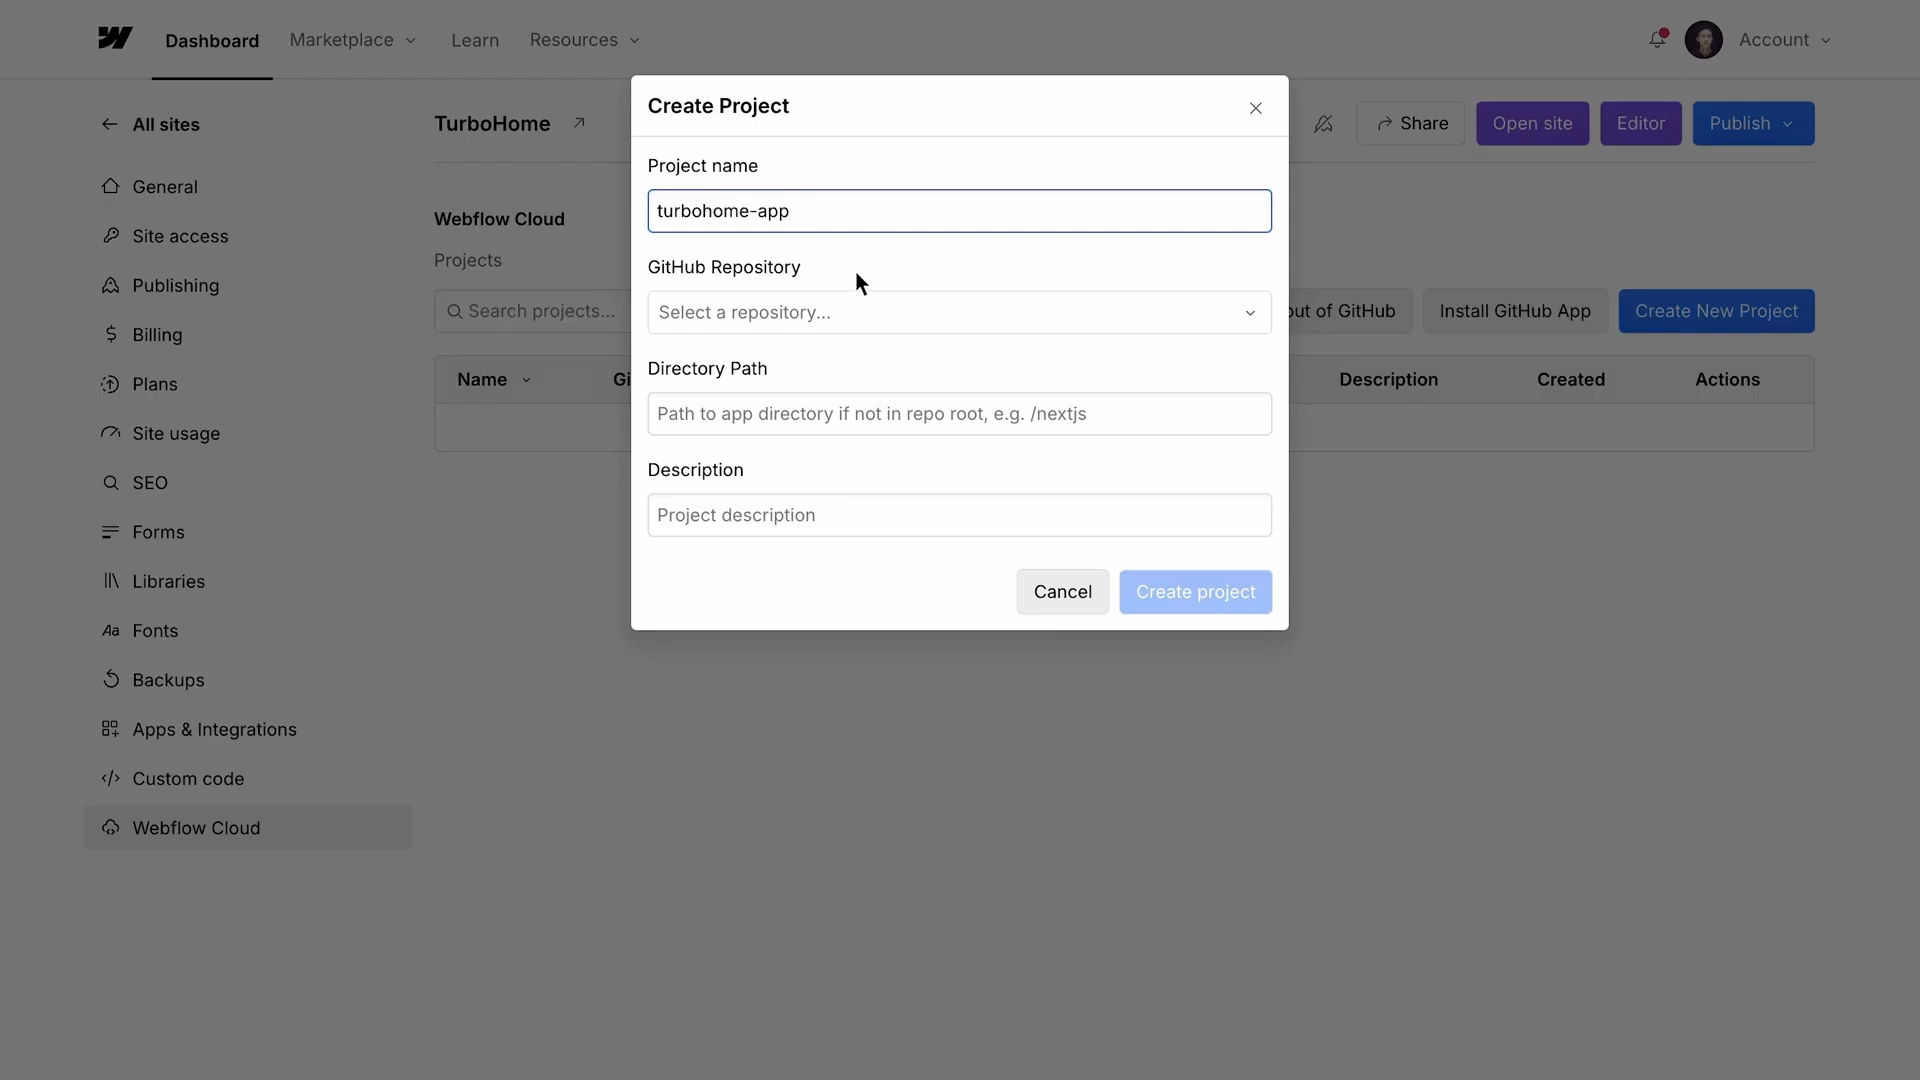 Dashboard Marketplace Learn Resources Account
All sites
General
Site access
Publishing
Billing
Plans
Site usage
SEO
Forms
Libraries
Aa Fonts
Backups
Apps & Integrations
Custom code
Webflow Cloud
TurboHome Share Open site Editor Publish
Webflow Cloud
Projects
Search projects... out of GitHub Install GitHub App Create New Project
Name Gi Description Created Actions
Create Project
Project name
turbohome-app
GitHub Repository
Select a repository...
Directory Path
Path to app directory if not in repo root, e.g. /nextjs
Description
Project description
Cancel Create project